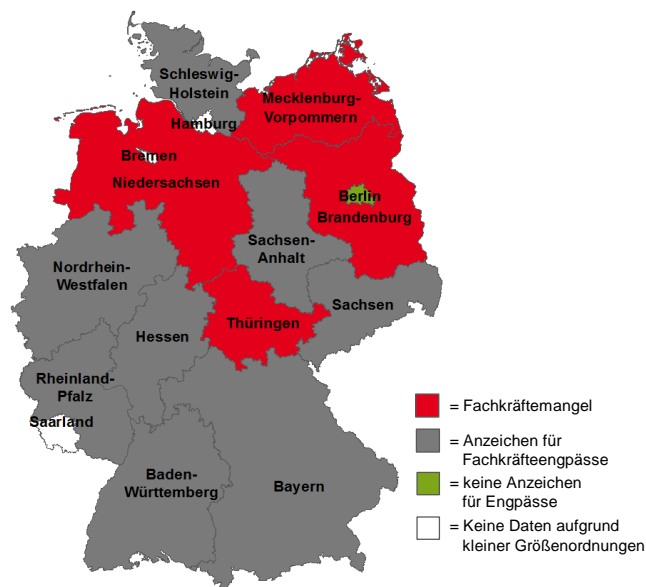 Schleswig-
Holstein
Mecklenburg-
Vorpommern
Hamburg
Bremen
Niedersachsen
Berlin
Brandenburg
Sachsen-
Anhalt
Nordrhein-
Westfalen
Sachsen
Thüringen
Hessen
Rheinland-
Pfalz
Saarland
Baden-
Württemberg
Bayern
= Fachkräftemangel
= Anzeichen für
Fachkräfteengpässe
= keine Anzeichen
für Engpässe
= Keine Daten aufgrund
kleiner Größenordnungen